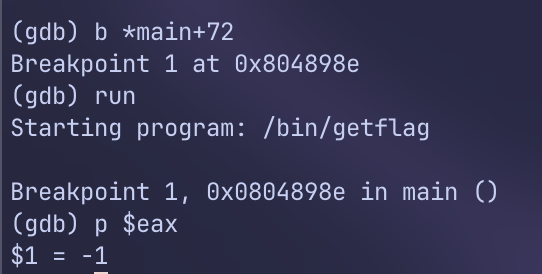 (gdb) b *main+72
Breakpoint 1 at 0x804898e
(gdb) run
Starting program: /bin/getflag
Breakpoint 1, 0x0804898e in main ()
(gdb) p $eax
$1 = -1